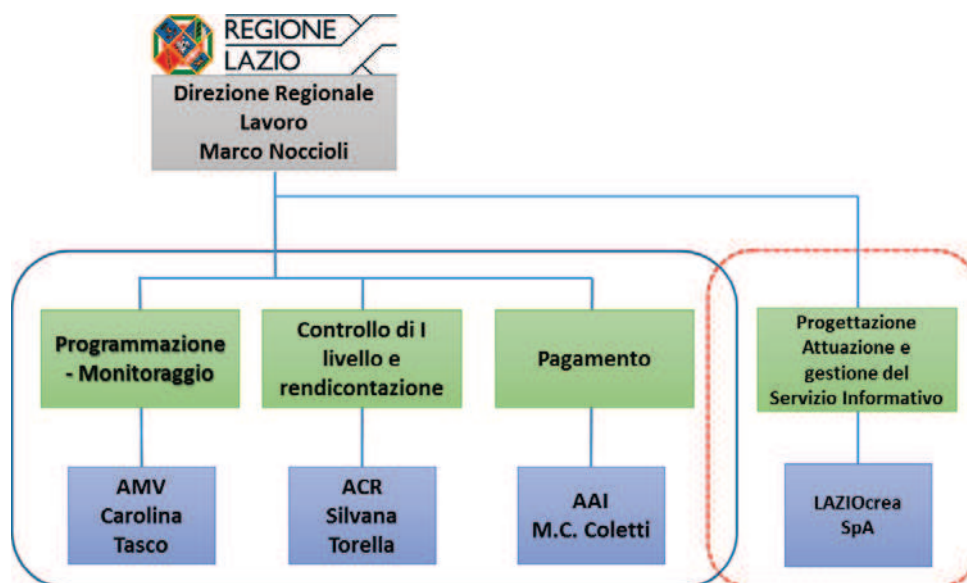 REGIONE
LAZIO
Direzione Regionale
Lavoro
Marco Noccioli
Programmazione
- Monitoraggio
Controllo di I
livello e
rendicontazione
Pagamento
Progettazione
Attuazione e
gestione del
Servizio Informativo
AMV
Carolina
Tasco
ACR
Silvana
Torella
AAI
M.C. Coletti
LAZIOcrea
SpA